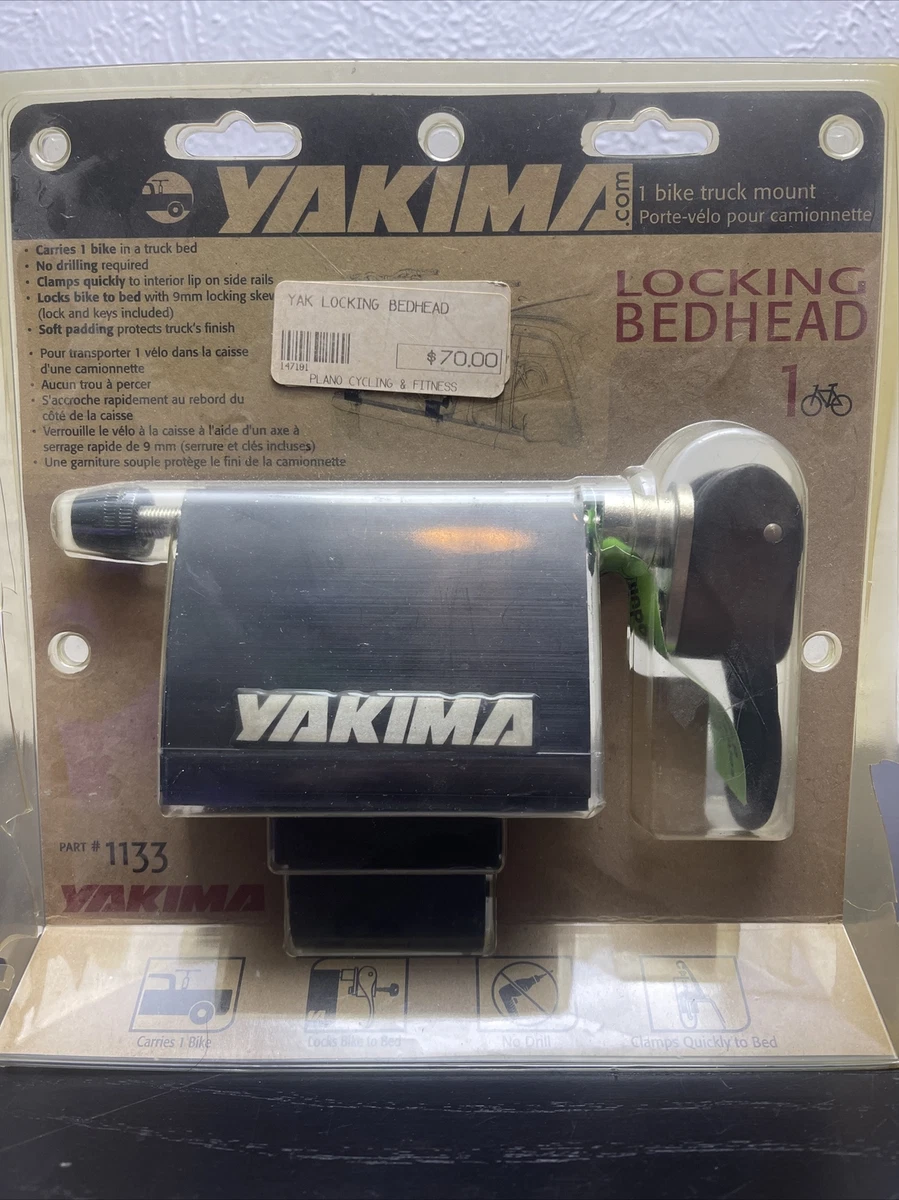 YAKIMA.com
1 bike truck mount
Porte-vélo pour camionnette
• Carries 1 bike in a truck bed
• No drilling required
• Clamps quickly to interior lip on side rails
• Locks bike to bed with 9mm locking skew
(lock and keys included)
• Soft padding protects truck's finish
• Pour transporter 1 vélo dans la caisse
d'une camionnette
• Aucun trou à percer
• S'accroche rapidement au rebord du
côté de la caisse
• Verrouille le vélo à la caisse à l'aide d'un axe à
serrage rapide de 9 mm (serrure et clés incluses)
• Une garniture souple protège le fini de la camionnette
YAK LOCKING BEDHEAD
$70.00
147101
PLANO CYCLING & FITNESS
LOCKING
BEDHEAD
1
YAKIMA
PART # 1133
YAKIMA
Carries 1 Bike
Locks Bike to Bed
No Drill
Clamps Quickly to Bed